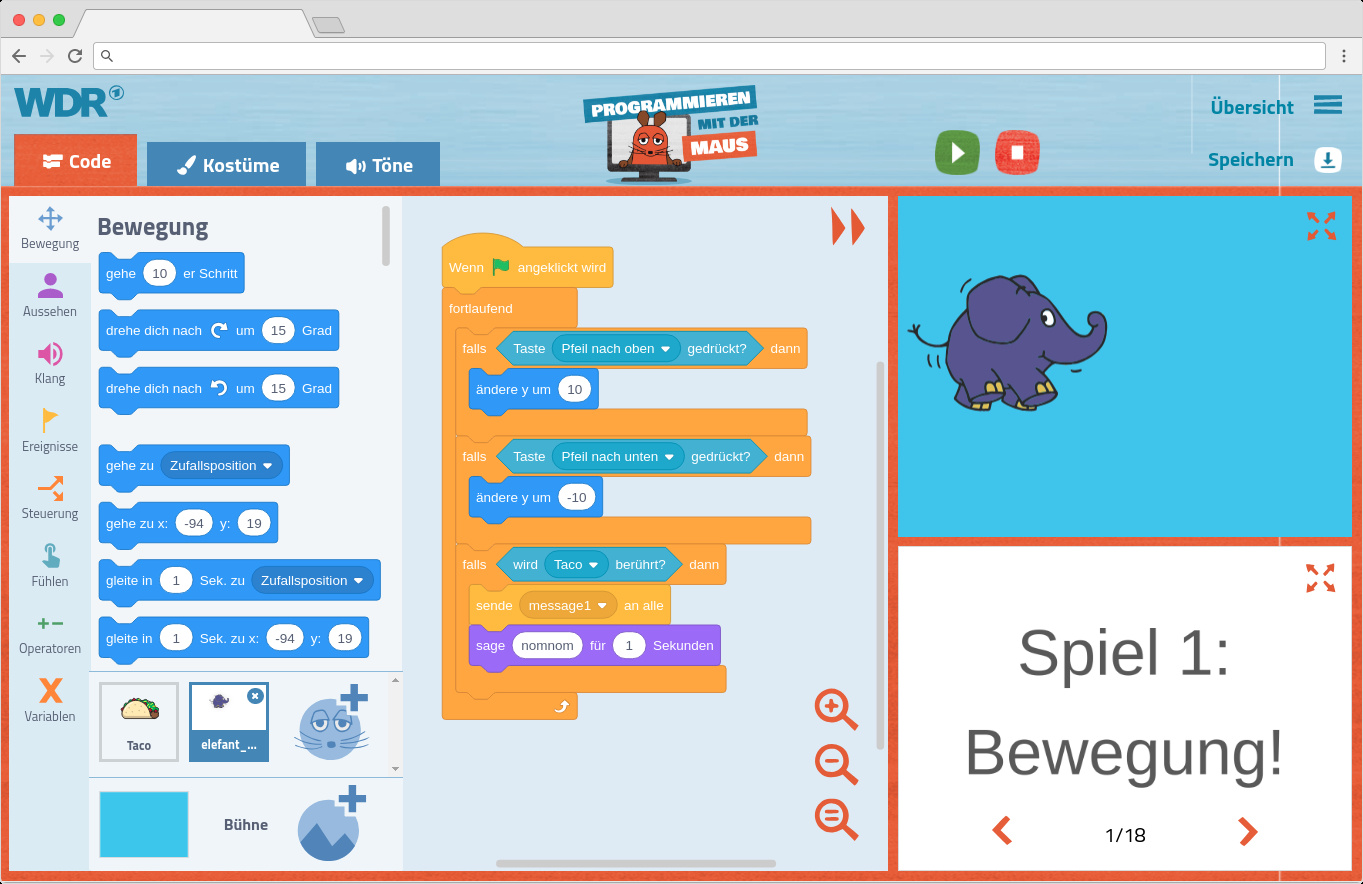 WDR
PROGRAMMIEREN
MIT DER
MAUS
Übersicht
Speichern
Code
Kostüme
Töne
Bewegung
Aussehen
Klang
Ereignisse
Steuerung
Fühlen
Operatoren
Variablen
Bewegung
gehe 10 er Schritt
drehe dich nach um 15 Grad
drehe dich nach um 15 Grad
gehe zu Zufallsposition
gehe zu x: -94 y: 19
gleite in 1 Sek. zu Zufallsposition
gleite in 1 Sek. zu x: -94 y: 19
Taco
elefant_...
Bühne
Wenn angeklickt wird
fortlaufend
falls Taste Pfeil nach oben gedrückt? dann
ändere y um 10
falls Taste Pfeil nach unten gedrückt? dann
ändere y um -10
falls wird Taco berührt? dann
sende message1 an alle
sage nomnom für 1 Sekunden
Spiel 1:
Bewegung!
1/18